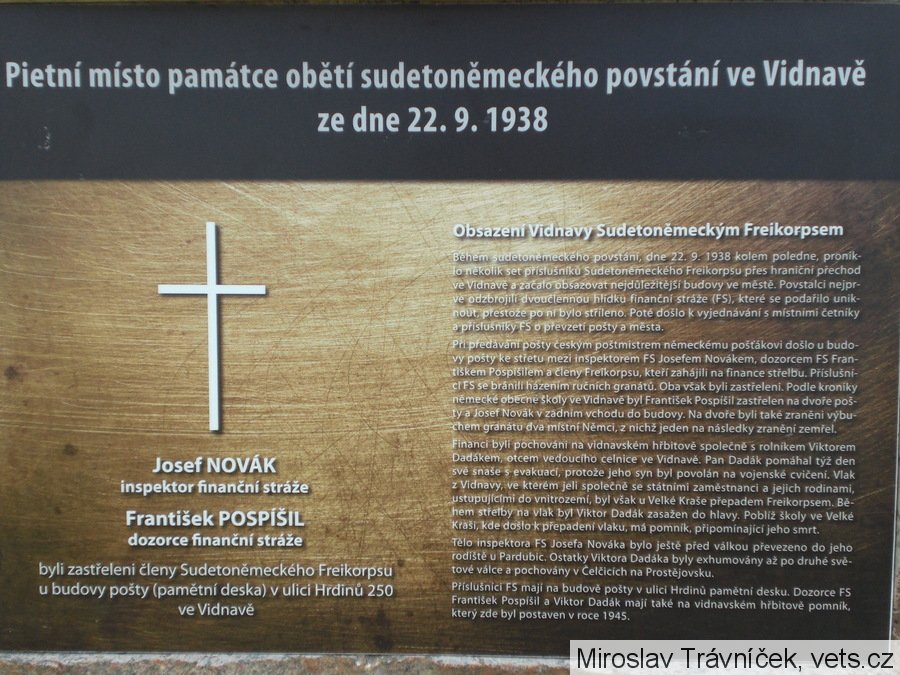 Pietní místo památce obětí sudetoněmeckého povstání ve Vidnavě
ze dne 22. 9. 1938
Josef NOVÁK
inspektor finanční stráže
František POSPÍŠIL
dozorce finanční stráže
byli zastřeleni členy Sudetoněmeckého Freikorpsu
u budovy pošty (pamětní deska) v ulici Hrdinů 250
ve Vidnavě
Obsazení Vidnavy Sudetoněmeckým Freikorpsem
Během sudetoněmeckého povstání, dne 22. 9. 1938 kolem poledne, pronik-
lo několik set příslušníků Sudetoněmeckého Freikorpsu přes hraniční přechod
ve Vidnavě a začalo obsazovat nejdůležitější budovy ve městě. Povstalci nejpr-
ve odzbrojili dvoučlennou hlídku finanční stráže (FS), které se podařilo unik-
nout, přestože po ní bylo stříleno. Poté došlo k vyjednávání s místními četníky
a příslušníky FS o převzetí pošty a města.
Při předávání pošty českým poštmistrem německému pošťákovi došlo u budo-
vy pošty ke střetu mezi inspektorem FS Josefem Novákem, dozorcem FS Fran-
tiškem Pospíšilem a členy Freikorpsu, kteří zahájili na finance střelbu. Příslušní-
ci FS se bránili házením ručních granátů. Oba však byli zastřeleni. Podle kroniky
německé obecné školy ve Vidnavě byl František Pospíšil zastřelen na dvoře poš-
ty a Josef Novák v zadním vchodu do budovy. Na dvoře byli také zraněni výbu-
chem granátu dva místní Němci, z nichž jeden na následky zranění zemřel.
Financi byli pochováni na vidnavském hřbitově společně s rolníkem Viktorem
Dadákem, otcem vedoucího celnice ve Vidnavě. Pan Dadák pomáhal týž den
své snaše s evakuací, protože jeho syn byl povolán na vojenské cvičení. Vlak
z Vidnavy, ve kterém jeli společně se státními zaměstnanci a jejich rodinami,
ustupujícími do vnitrozemí, byl však u Velké Kraše přepadem Freikorpsem. Bě-
hem střelby na vlak byl Viktor Dadák zasažen do hlavy. Poblíž školy ve Velké
Kraši, kde došlo k přepadení vlaku, má pomník, připomínající jeho smrt.
Tělo inspektora FS Josefa Nováka bylo ještě před válkou převezeno do jeho
rodiště u Pardubic. Ostatky Viktora Dadáka byly exhumovány až po druhé svě-
tové válce a pochovány v Čelčicích na Prostějovsku.
Příslušníci FS mají na budově pošty v ulici Hrdinů pamětní desku. Dozorce FS
František Pospíšil a Viktor Dadák mají také na vidnavském hřbitově pomník,
který zde byl postaven v roce 1945.
Miroslav Trávníček, vets.cz